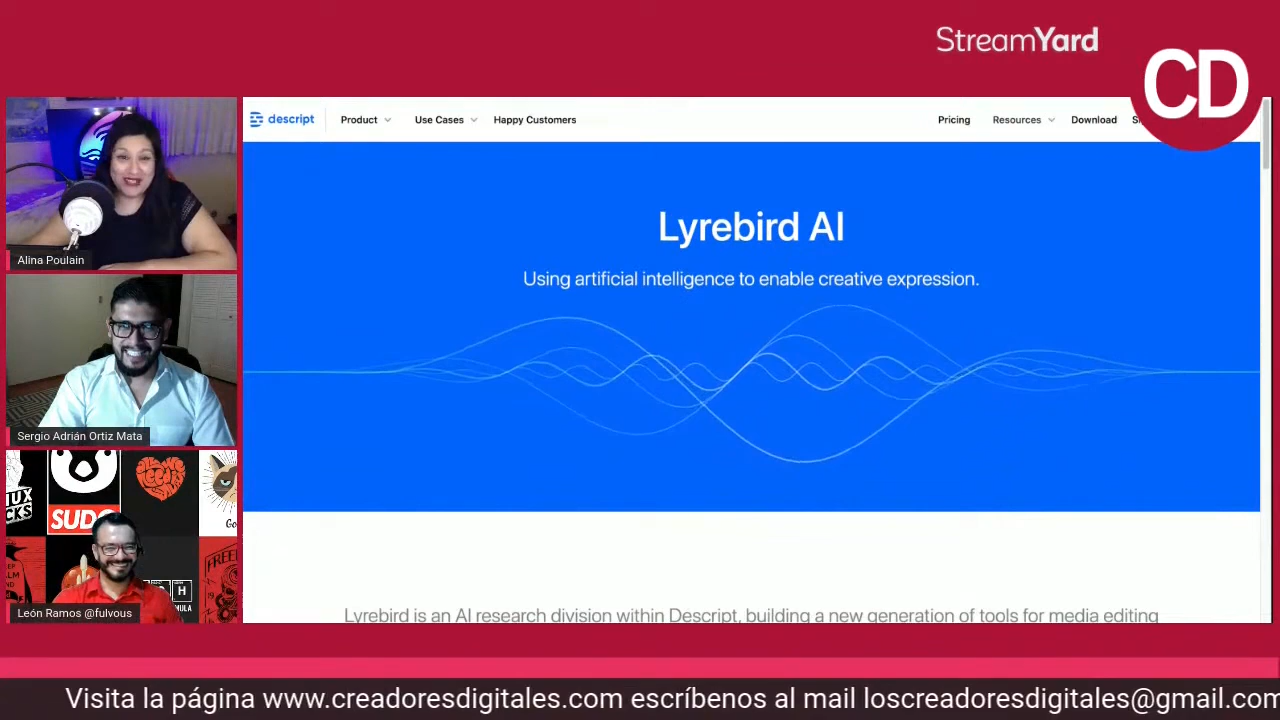 StreamYard
CD
descript
Product
Use Cases
Happy Customers
Pricing
Resources
Download
Lyrebird AI
Using artificial intelligence to enable creative expression.
Lyrebird is an AI research division within Descript, building a new generation of tools for media editing
Alina Poulain
Sergio Adrián Ortiz Mata
SUDO
León Ramos @fulvous
Visita la página www.creadoresdigitales.com escríbenos al mail loscreadoresdigitales@gmail.com